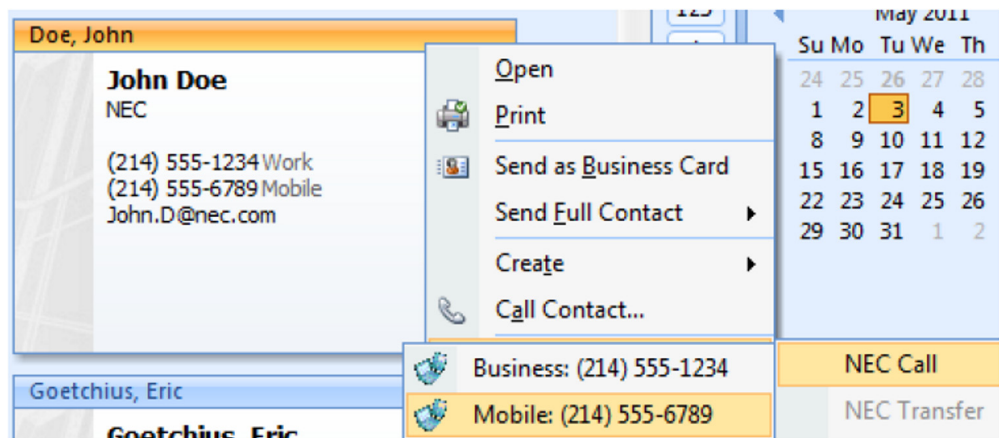 Doe, John
John Doe
NEC
(214) 555-1234 Work
(214) 555-6789 Mobile
John.D@nec.com
Goetchius, Eric
Goetchius, Eric
Open
Print
Send as Business Card
Send Full Contact
Create
Call Contact...
Business: (214) 555-1234
Mobile: (214) 555-6789
NEC Call
NEC Transfer
123
May 2011
Su Mo Tu We Th
24 25 26 27 28
1 2 3 4 5
8 9 10 11 12
15 16 17 18 19
22 23 24 25 26
29 30 31 1 2